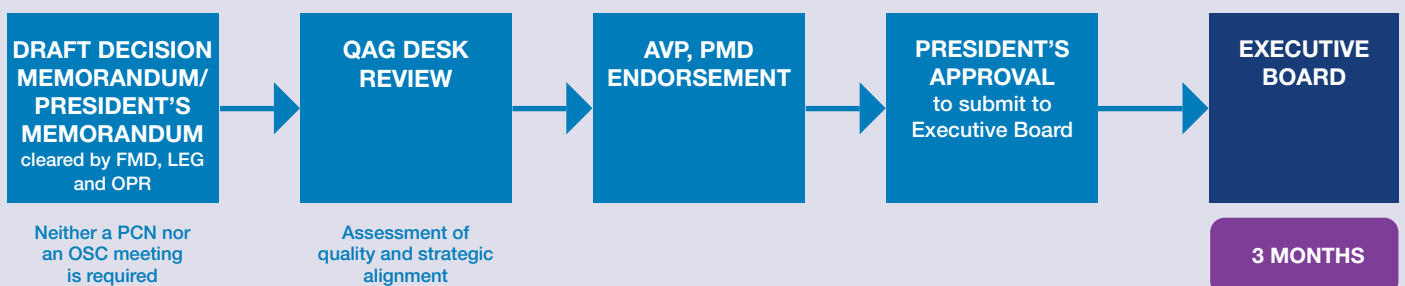 DRAFT DECISION
MEMORANDUM/
PRESIDENT'S
MEMORANDUM
cleared by FMD, LEG
and OPR
Neither a PCN nor
an OSC meeting
is required
QAG DESK
REVIEW
Assessment of
quality and strategic
alignment
AVP, PMD
ENDORSEMENT
PRESIDENT'S
APPROVAL
to submit to
Executive Board
EXECUTIVE
BOARD
3 MONTHS